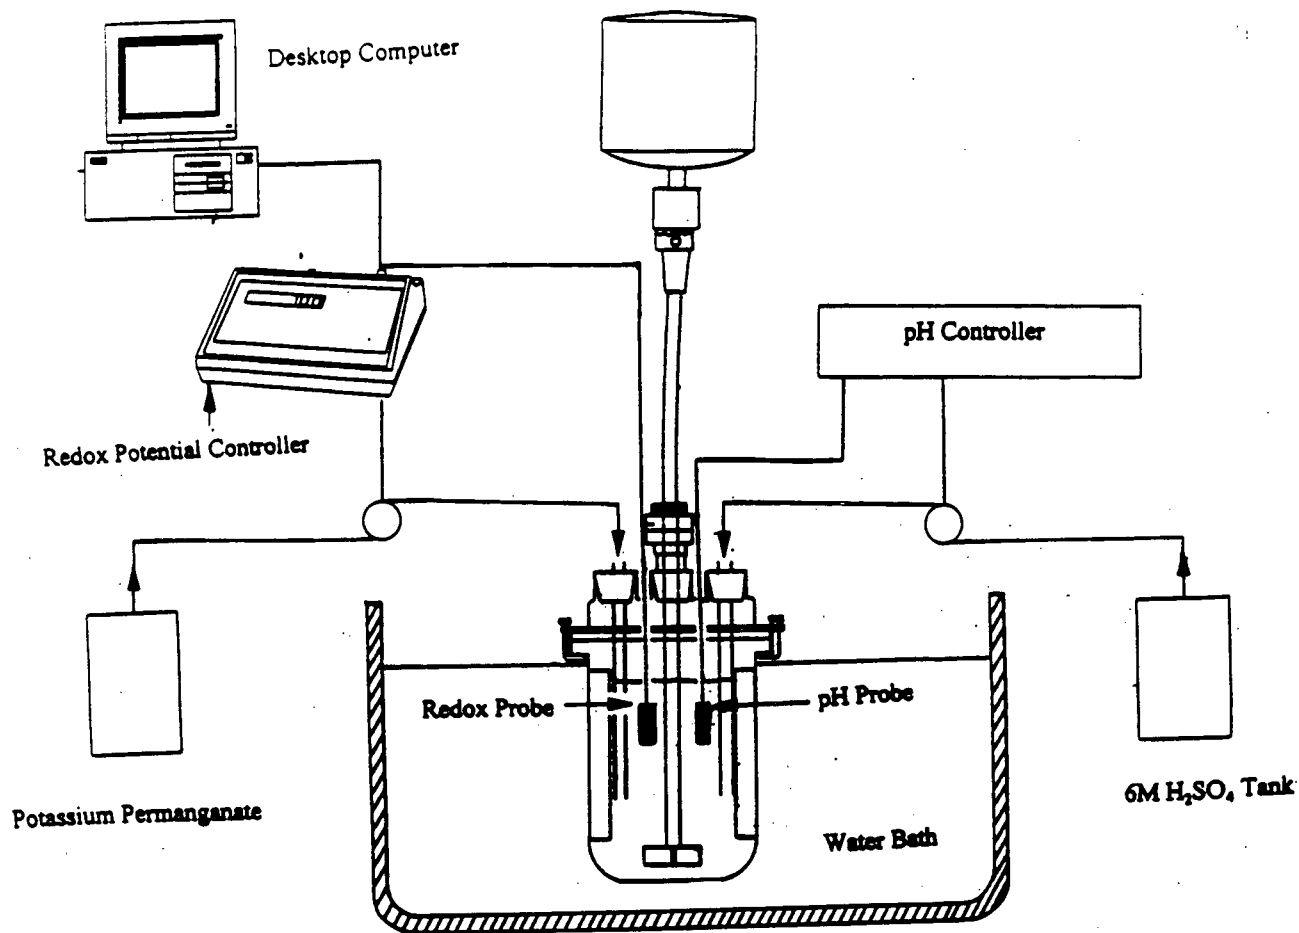 Desktop Computer
pH Controller
Redox Potential Controller
Redox Probe
pH Probe
Potassium Permanganate
6M H₂SO₄ Tank
Water Bath